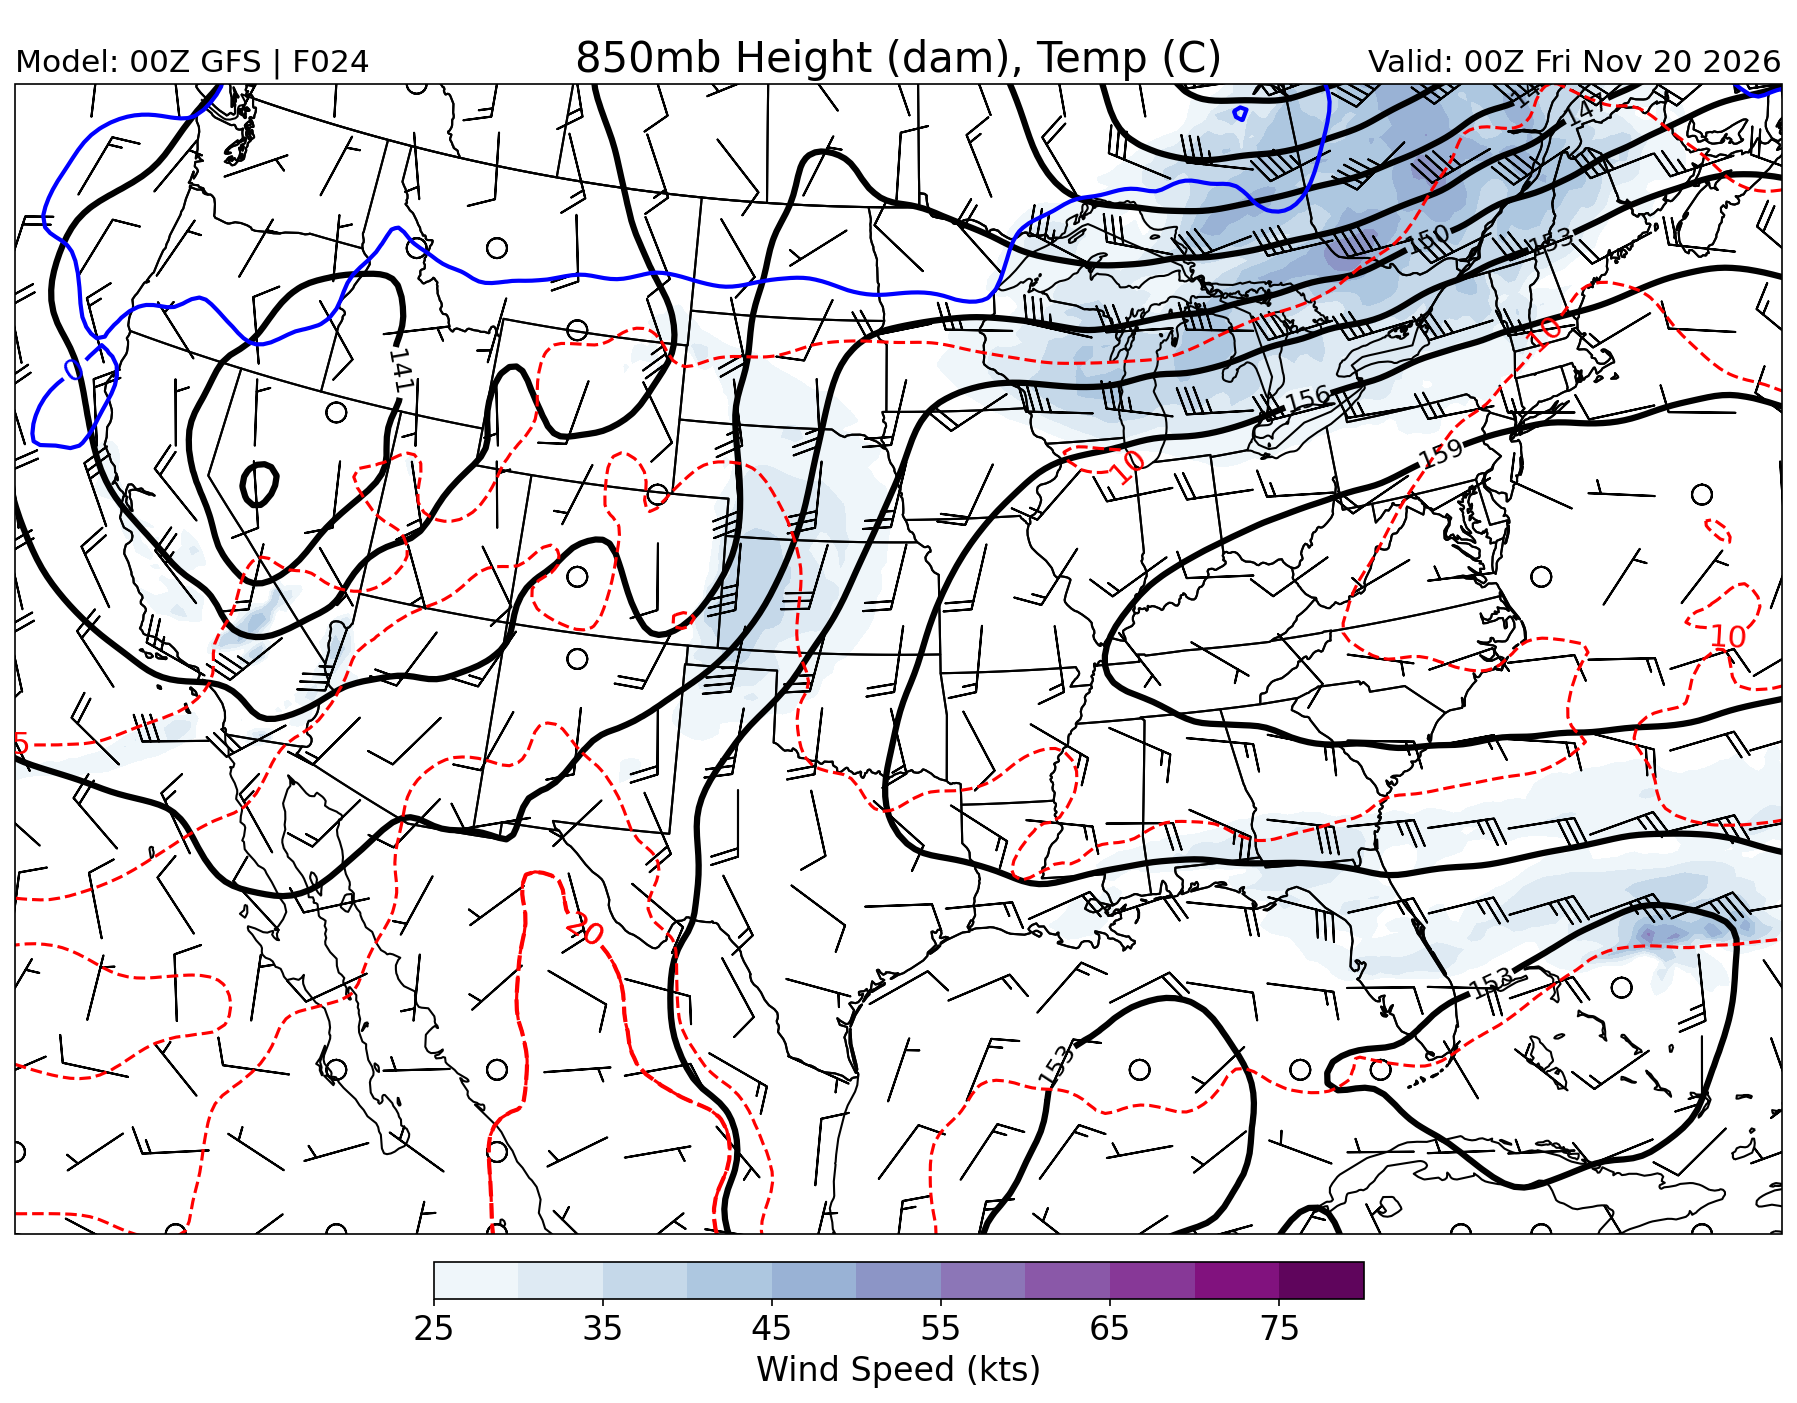 Model: 00Z GFS | F024
850mb Height (dam), Temp (C)
Valid: 00Z Fri Nov 20 2026
150
153
0
141
10
156
159
10
5
10
5
20
153
153
25 35 45 55 65 75
Wind Speed (kts)